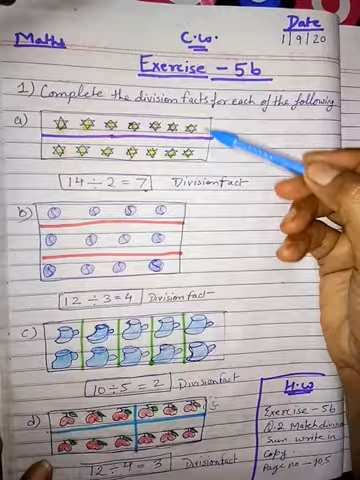 Date
Maths
C.W.
1/9/20
Exercise - 5b
1) Complete the division facts for each of the following.
a)
14 ÷ 2 = 7 Division fact
b)
12 ÷ 3 = 4 Division fact
c)
10 ÷ 5 = 2 Division fact
d)
12 ÷ 4 = 3 Division fact
H.W
Exercise - 5b
Q.2 Match division
sum write in
copy.
Page no - 105